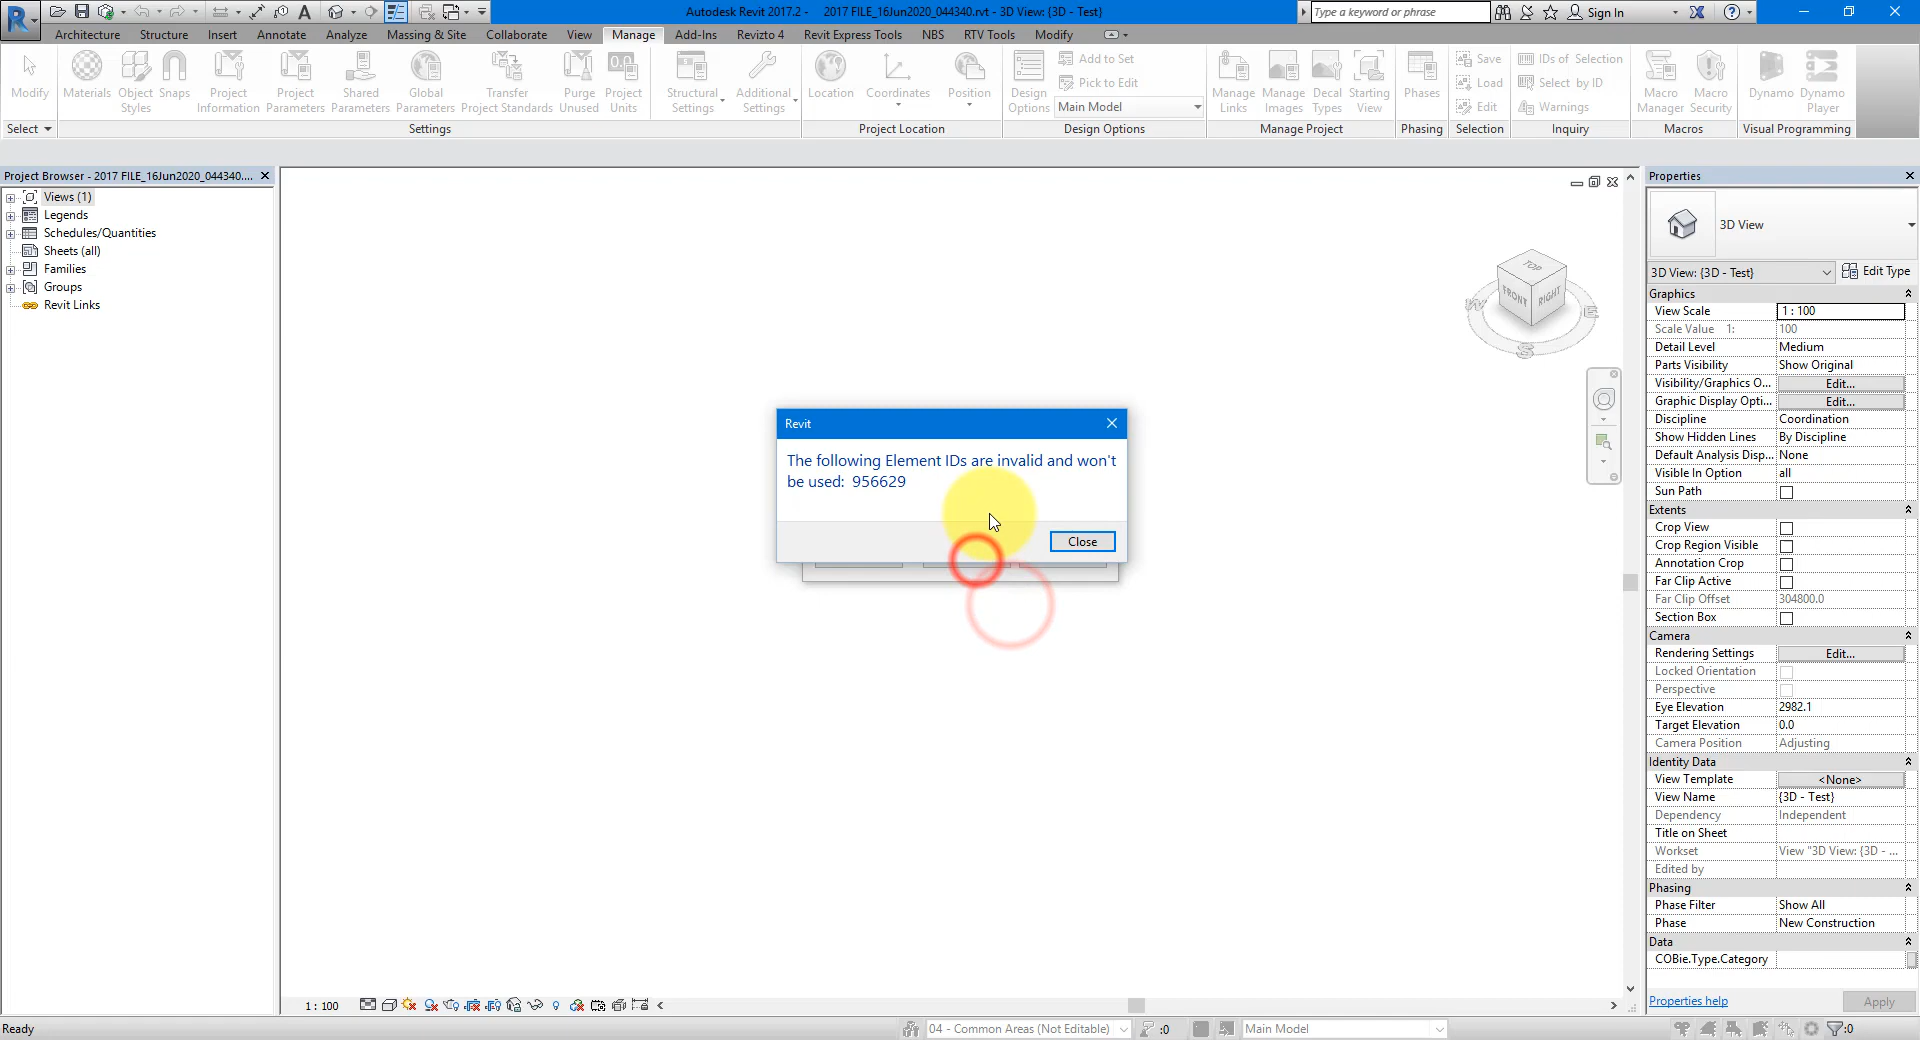 Autodesk Revit 2017.2 -     2017 FILE_16Jun2020_044340.rvt - 3D View: {3D - Test}
Type a keyword or phrase
Sign In
Architecture Structure Insert Annotate Analyze Massing & Site Collaborate View Manage Add-Ins Revizto 4 Revit Express Tools NBS RTV Tools Modify
Modify
Materials
Object Styles
Snaps
Project Information
Project Parameters
Shared Parameters
Global Parameters
Transfer Project Standards
Purge Unused
Project Units
Structural Settings
Additional Settings
Location
Coordinates
Position
Design Options
Add to Set
Pick to Edit
Main Model
Manage Links
Manage Images
Decal Types
Starting View
Phases
Save
Load
Edit
IDs of Selection
Select by ID
Warnings
Macro Manager
Macro Security
Dynamo
Dynamo Player
Select
Settings
Project Location
Design Options
Manage Project
Phasing
Selection
Inquiry
Macros
Visual Programming
Project Browser - 2017 FILE_16Jun2020_044340....
Views (1)
Legends
Schedules/Quantities
Sheets (all)
Families
Groups
Revit Links
TOP
FRONT
RIGHT
W
E
S
Revit
The following Element IDs are invalid and won't
be used:  956629
Close
Properties
3D View
3D View: {3D - Test}
Edit Type
Graphics
View Scale 1 : 100
Scale Value    1: 100
Detail Level Medium
Parts Visibility Show Original
Visibility/Graphics O... Edit...
Graphic Display Opti... Edit...
Discipline Coordination
Show Hidden Lines By Discipline
Default Analysis Disp... None
Visible In Option all
Sun Path
Extents
Crop View
Crop Region Visible
Annotation Crop
Far Clip Active
Far Clip Offset 304800.0
Section Box
Camera
Rendering Settings Edit...
Locked Orientation
Perspective
Eye Elevation 2982.1
Target Elevation 0.0
Camera Position Adjusting
Identity Data
View Template <None>
View Name {3D - Test}
Dependency Independent
Title on Sheet
Workset View "3D View: {3D - ...
Edited by
Phasing
Phase Filter Show All
Phase New Construction
Data
COBie.Type.Category
Properties help
Apply
1 : 100
Ready
04 - Common Areas (Not Editable)
:0
Main Model
:0